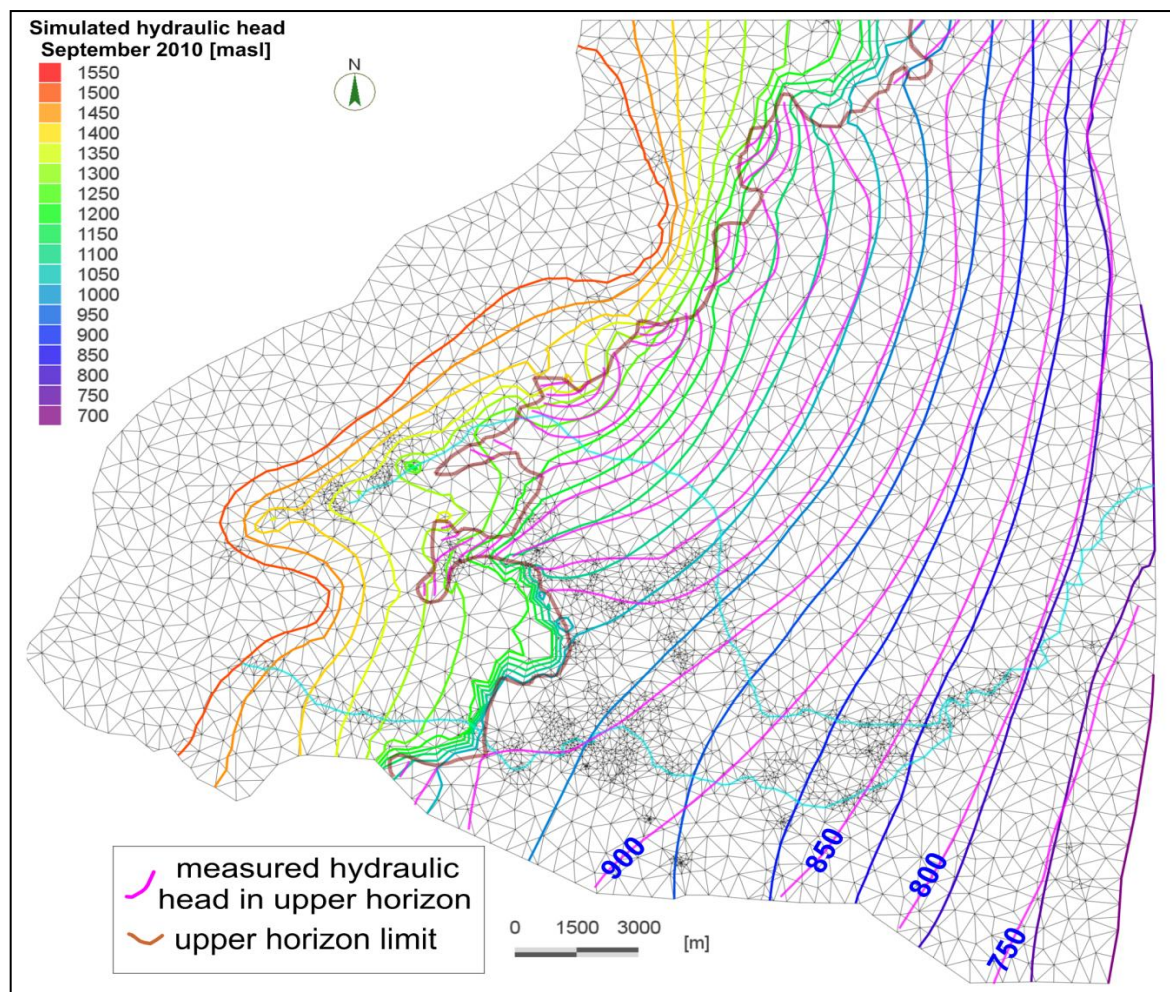 Simulated hydraulic head
September 2010 [masl]
1550
1500
1450
1400
1350
1300
1250
1200
1150
1100
1050
1000
950
900
850
800
750
700
N
900
850
800
750
measured hydraulic
head in upper horizon
upper horizon limit
0 1500 3000
[m]